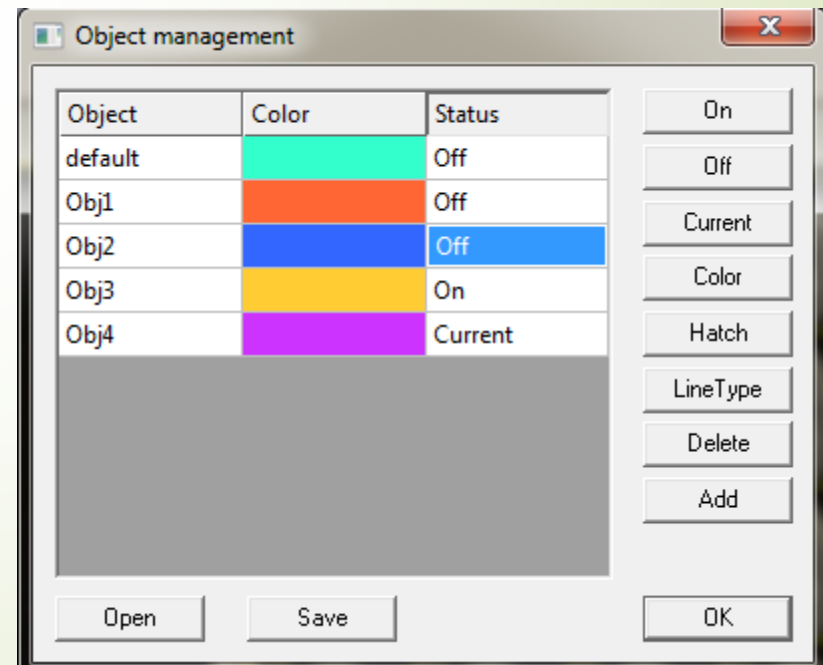 Object management
Object Color Status
default Off
Obj1 Off
Obj2 Off
Obj3 On
Obj4 Current
On
Off
Current
Color
Hatch
LineType
Delete
Add
Open Save OK